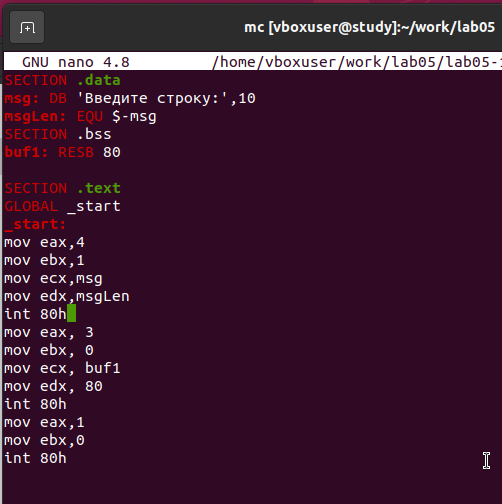 mc [vboxuser@study]:~/work/lab05
GNU nano 4.8 /home/vboxuser/work/lab05/lab05-1
SECTION .data
msg: DB 'Введите строку:',10
msgLen: EQU $-msg
SECTION .bss
buf1: RESB 80
SECTION .text
GLOBAL _start
_start:
mov eax,4
mov ebx,1
mov ecx,msg
mov edx,msgLen
int 80h
mov eax, 3
mov ebx, 0
mov ecx, buf1
mov edx, 80
int 80h
mov eax,1
mov ebx,0
int 80h